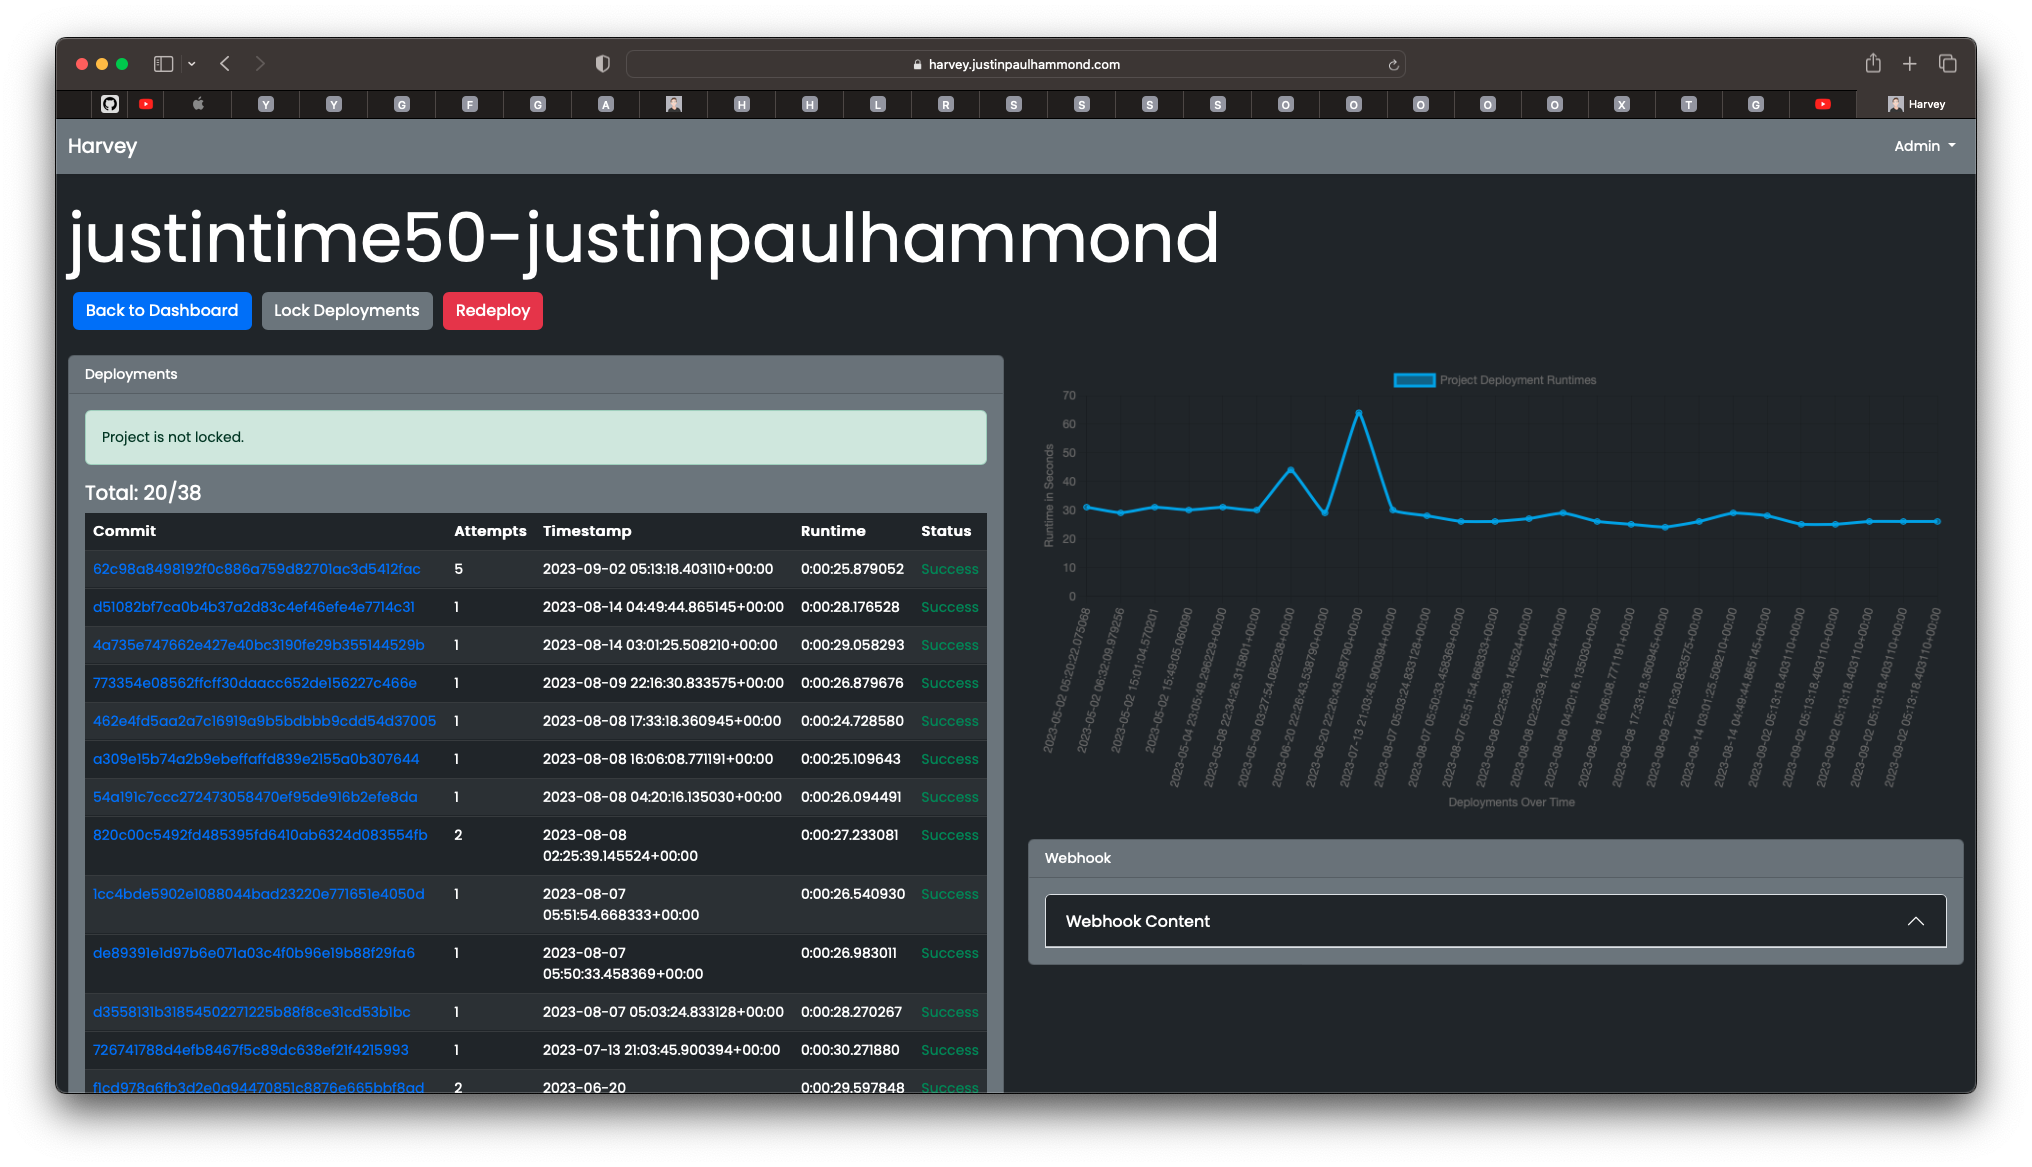 harvey.justinpaulhammond.com
Y Y G F G A H H L R S S S S O O O O O X T G Harvey
Harvey
Admin
justintime50-justinpaulhammond
Back to Dashboard Lock Deployments Redeploy
Deployments
Project is not locked.
Total: 20/38
Commit Attempts Timestamp Runtime Status
62c98a8498192f0c886a759d82701ac3d5412fac 5 2023-09-02 05:13:18.403110+00:00 0:00:25.879052 Success
d51082bf7ca0b4b37a2d83c4ef46efe4e7714c31 1 2023-08-14 04:49:44.865145+00:00 0:00:28.176528 Success
4a735e747662e427e40bc3190fe29b355144529b 1 2023-08-14 03:01:25.508210+00:00 0:00:29.058293 Success
773354e08562ffcff30daacc652de156227c466e 1 2023-08-09 22:16:30.833575+00:00 0:00:26.879676 Success
462e4fd5aa2a7c16919a9b5bdbbb9cdd54d37005 1 2023-08-08 17:33:18.360945+00:00 0:00:24.728580 Success
a309e15b74a2b9ebeffaffd839e2155a0b307644 1 2023-08-08 16:06:08.771191+00:00 0:00:25.109643 Success
54a191c7ccc272473058470ef95de916b2efe8da 1 2023-08-08 04:20:16.135030+00:00 0:00:26.094491 Success
820c00c5492fd485395fd6410ab6324d083554fb 2 2023-08-08 0:00:27.233081 Success
02:25:39.145524+00:00
1cc4bde5902e1088044bad23220e771651e4050d 1 2023-08-07 0:00:26.540930 Success
05:51:54.668333+00:00
de89391e1d97b6e071a03c4f0b96e19b88f29fa6 1 2023-08-07 0:00:26.983011 Success
05:50:33.458369+00:00
d3558131b31854502271225b88f8ce31cd53b1bc 1 2023-08-07 05:03:24.833128+00:00 0:00:28.270267 Success
726741788d4efb8467f5c89dc638ef21f4215993 1 2023-07-13 21:03:45.900394+00:00 0:00:30.271880 Success
f1cd978a6fb3d2e0a94470851c8876e665bbf8ad 2 2023-06-20 0:00:29.597848 Success
Project Deployment Runtimes
70
60
50
40
30
20
10
0
Runtime in Seconds
2023-05-02 05:20:22.075068
2023-05-02 06:32:09.979256
2023-05-02 15:01:04.570201
2023-05-02 15:49:05.060090
2023-05-04 23:05:49.296229+00:00
2023-05-08 22:34:26.315801+00:00
2023-05-09 03:27:54.082238+00:00
2023-06-20 22:26:43.538790+00:00
2023-06-20 22:26:43.538790+00:00
2023-07-13 21:03:45.900394+00:00
2023-08-07 05:03:24.833128+00:00
2023-08-07 05:50:33.458369+00:00
2023-08-07 05:51:54.668333+00:00
2023-08-08 02:25:39.145524+00:00
2023-08-08 02:25:39.145524+00:00
2023-08-08 04:20:16.135030+00:00
2023-08-08 16:06:08.771191+00:00
2023-08-08 17:33:18.360945+00:00
2023-08-09 22:16:30.833575+00:00
2023-08-14 03:01:25.508210+00:00
2023-08-14 04:49:44.865145+00:00
2023-09-02 05:13:18.403110+00:00
2023-09-02 05:13:18.403110+00:00
2023-09-02 05:13:18.403110+00:00
2023-09-02 05:13:18.403110+00:00
2023-09-02 05:13:18.403110+00:00
Deployments Over Time
Webhook
Webhook Content